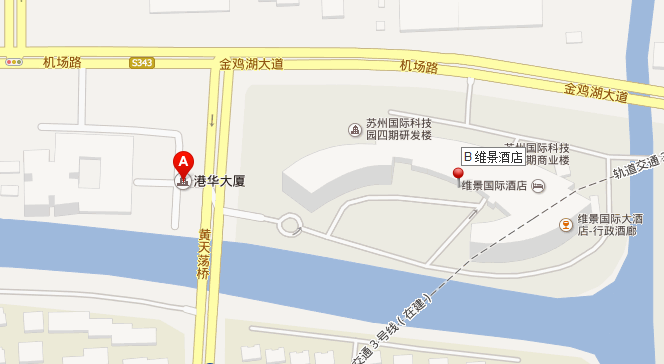 机场路
S343
金鸡湖大道
机场路
金鸡湖大道
苏州国际科技
园四期研发楼
苏州国际科技
期商业楼
B 维景酒店
轨道交通3
A
港华大厦
维景国际酒店
维景国际大酒
店-行政酒廊
黄天荡桥
交通3号线(在建)